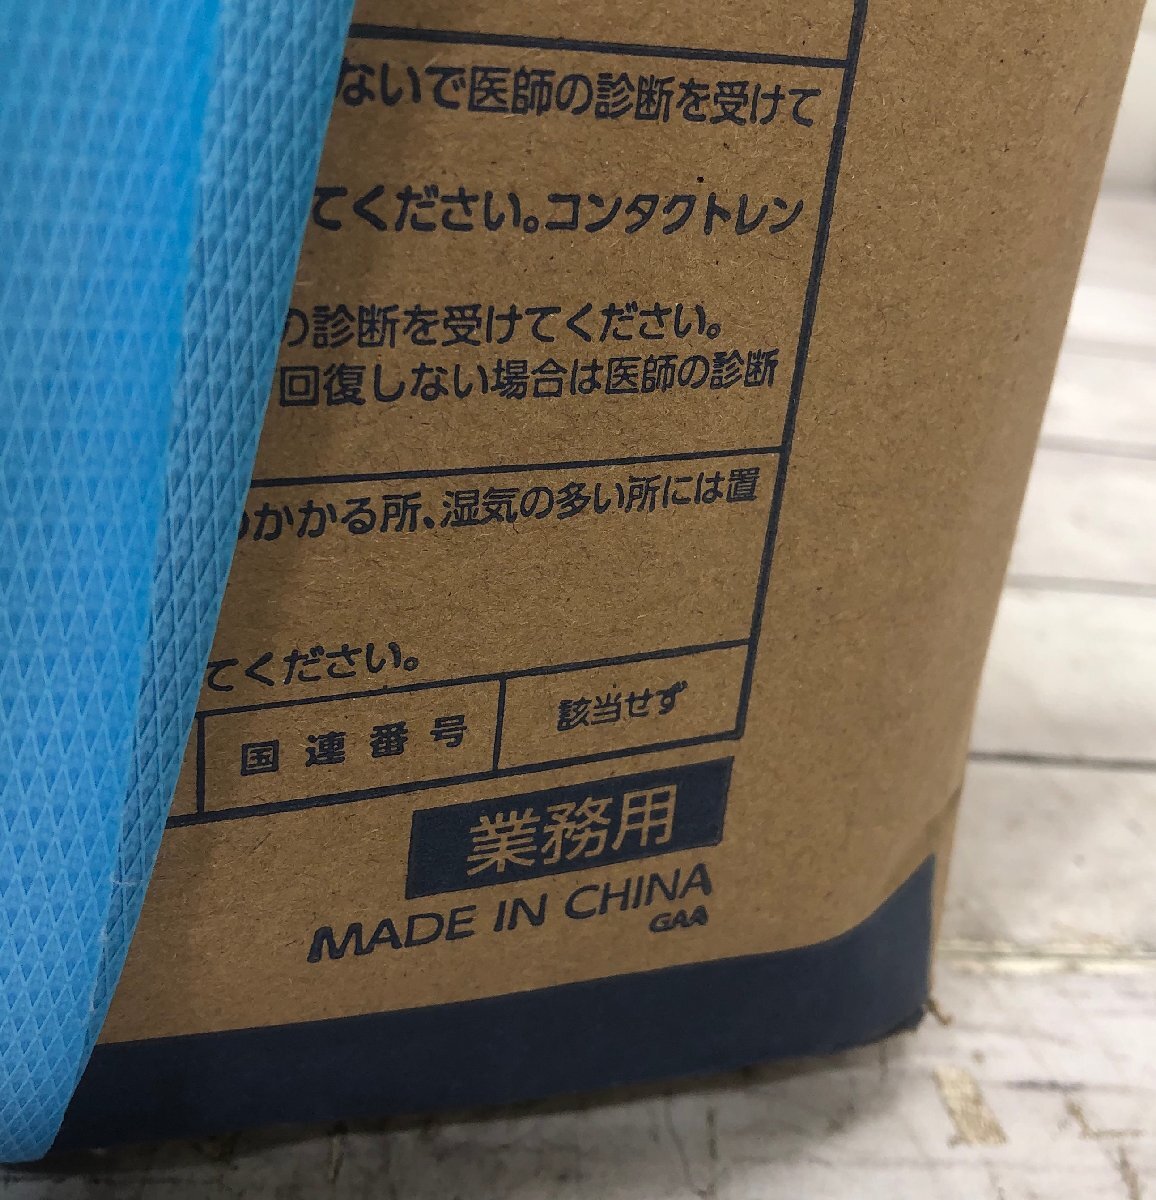 ないで医師の診断を受けて
てください。コンタクトレン
の診断を受けてください。
回復しない場合は医師の診断
かかる所、湿気の多い所には置
てください。
国連番号 該当せず
業務用
MADE IN CHINA
GAA